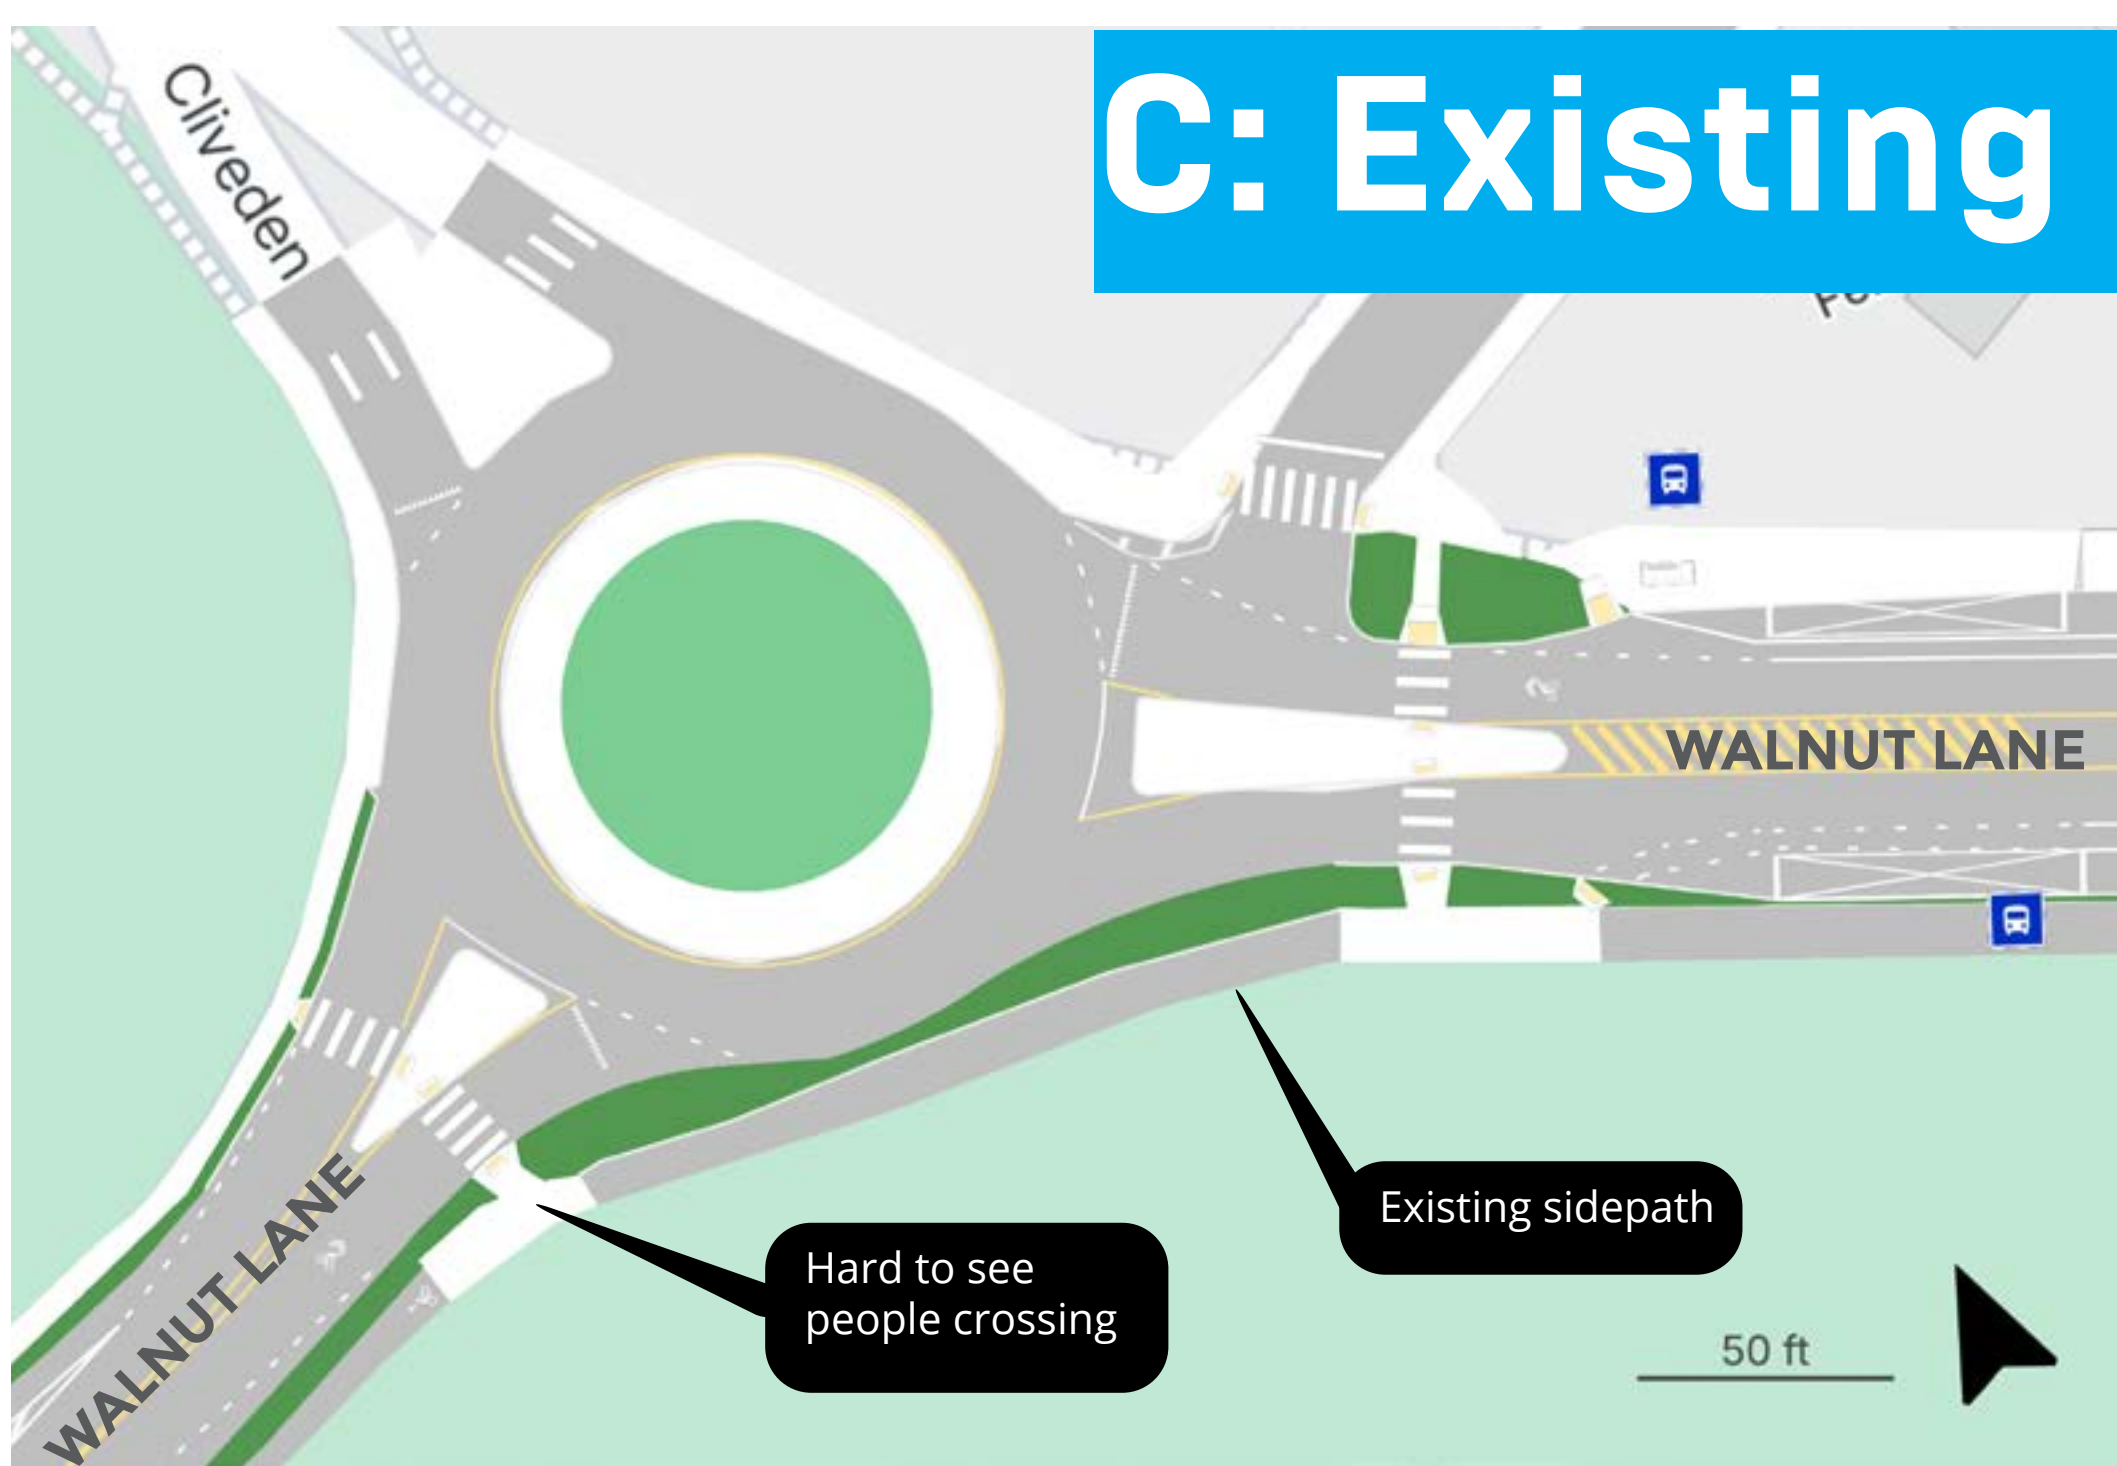 C: Existing
Cliveden
WALNUT LANE
Existing sidepath
Hard to see
people crossing
WALNUT LANE
50 ft